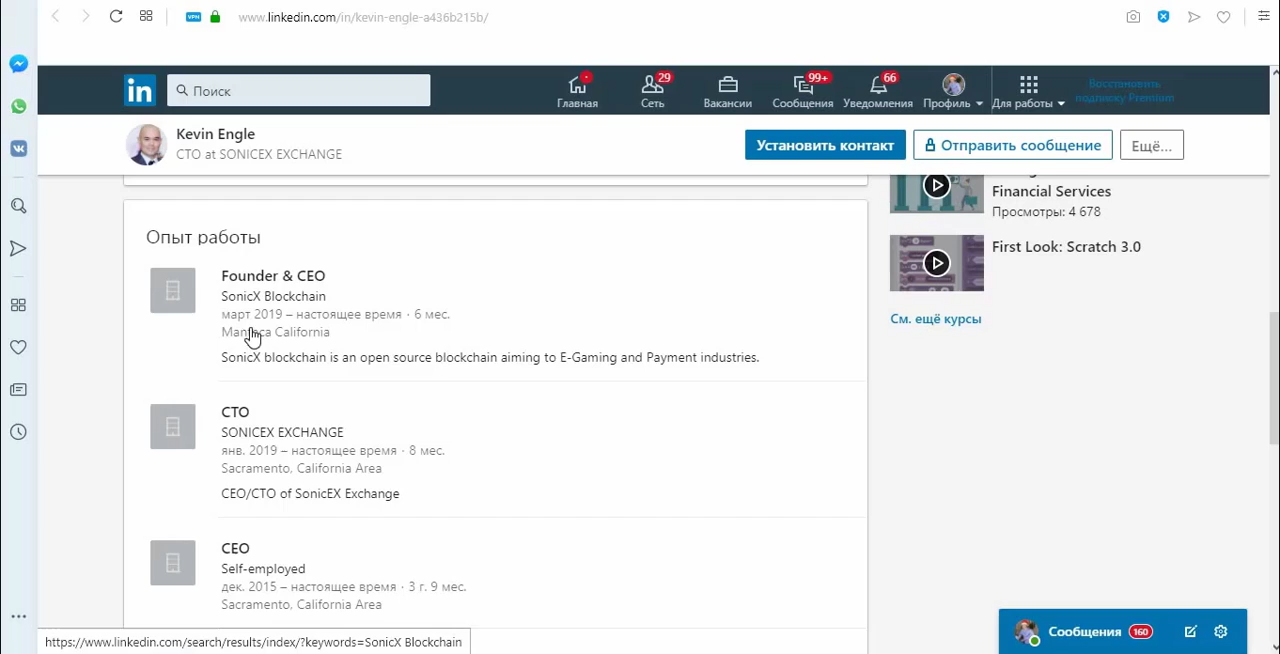 VPN www.linkedin.com/in/kevin-engle-a436b215b/
in Поиск
29 99+ 66
Главная Сеть Вакансии Сообщения Уведомления Профиль Для работы
Восстановить
подписку Premium
Kevin Engle
CTO at SONICEX EXCHANGE
Установить контакт Отправить сообщение Ещё...
Financial Services
Просмотры: 4 678
First Look: Scratch 3.0
См. ещё курсы
Опыт работы
Founder & CEO
SonicX Blockchain
март 2019 – настоящее время · 6 мес.
California
SonicX blockchain is an open source blockchain aiming to E-Gaming and Payment industries.
CTO
SONICEX EXCHANGE
янв. 2019 – настоящее время · 8 мес.
Sacramento, California Area
CEO/CTO of SonicEX Exchange
CEO
Self-employed
дек. 2015 – настоящее время · 3 г. 9 мес.
Sacramento, California Area
Сообщения 160
https://www.linkedin.com/search/results/index/?keywords=SonicX Blockchain